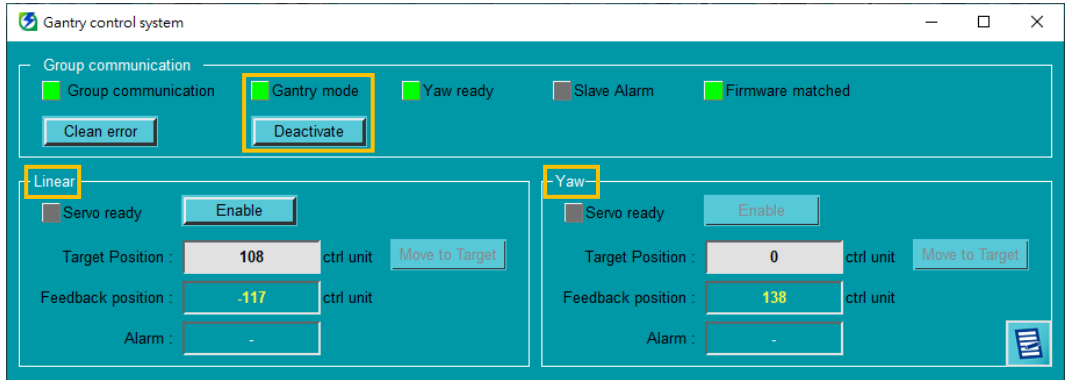 Gantry control system
Group communication
Group communication Gantry mode Yaw ready Slave Alarm Firmware matched
Clean error Deactivate
Linear
Servo ready Enable
Target Position : 108 ctrl unit Move to Target
Feedback position : -117 ctrl unit
Alarm : -
Yaw
Servo ready Enable
Target Position : 0 ctrl unit Move to Target
Feedback position : 138 ctrl unit
Alarm : -